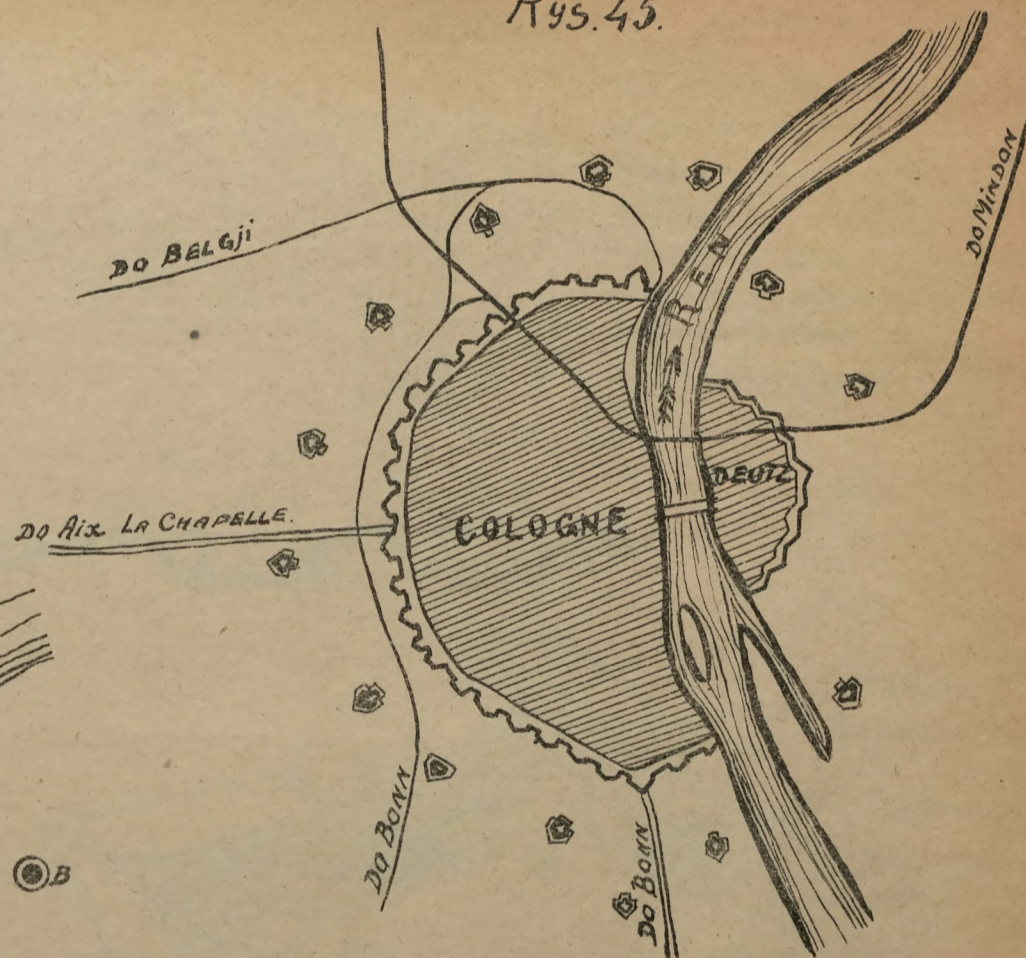 Rys. 45.
DO BELGji
DO MiNDON
REN
DEUTZ
DO Aix LA CHAPELLE.
COLOGNE
DO BONN
DO BONN
B